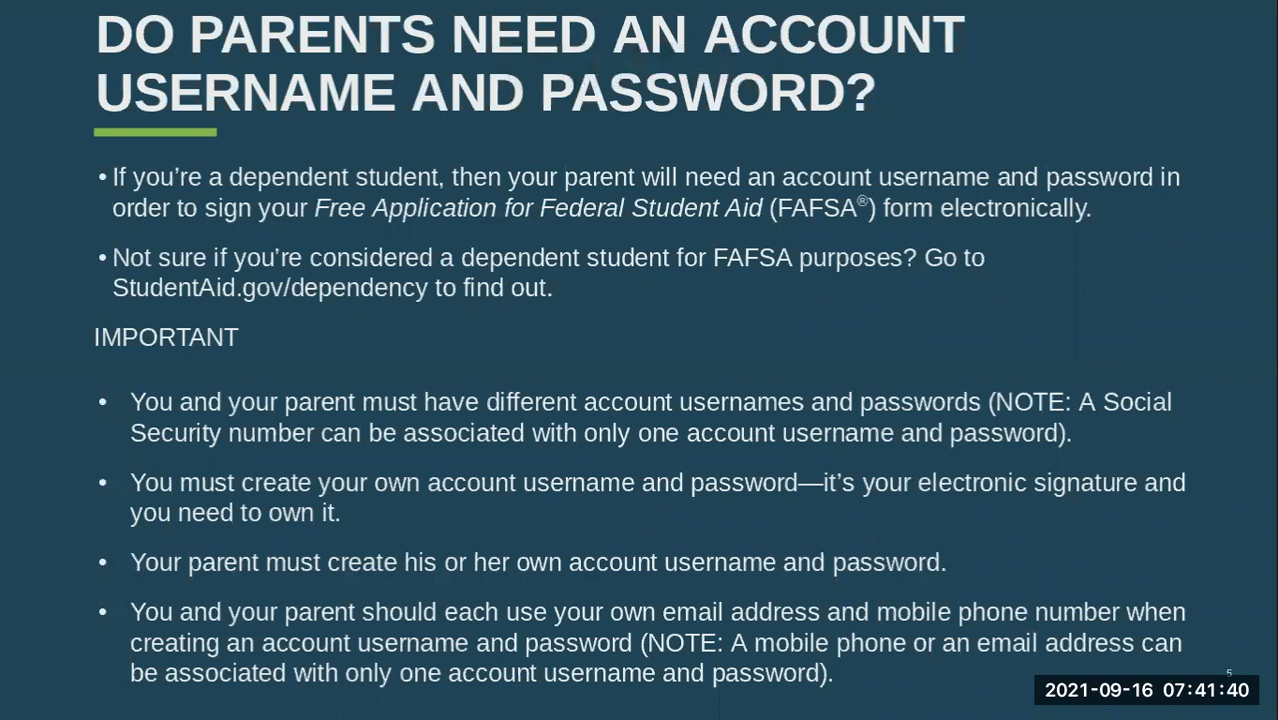 DO PARENTS NEED AN ACCOUNT
USERNAME AND PASSWORD?
• If you’re a dependent student, then your parent will need an account username and password in
order to sign your Free Application for Federal Student Aid (FAFSA®) form electronically.
• Not sure if you’re considered a dependent student for FAFSA purposes? Go to
StudentAid.gov/dependency to find out.
IMPORTANT
• You and your parent must have different account usernames and passwords (NOTE: A Social
Security number can be associated with only one account username and password).
• You must create your own account username and password—it’s your electronic signature and
you need to own it.
• Your parent must create his or her own account username and password.
• You and your parent should each use your own email address and mobile phone number when
creating an account username and password (NOTE: A mobile phone or an email address can
be associated with only one account username and password).
5
2021-09-16 07:41:40